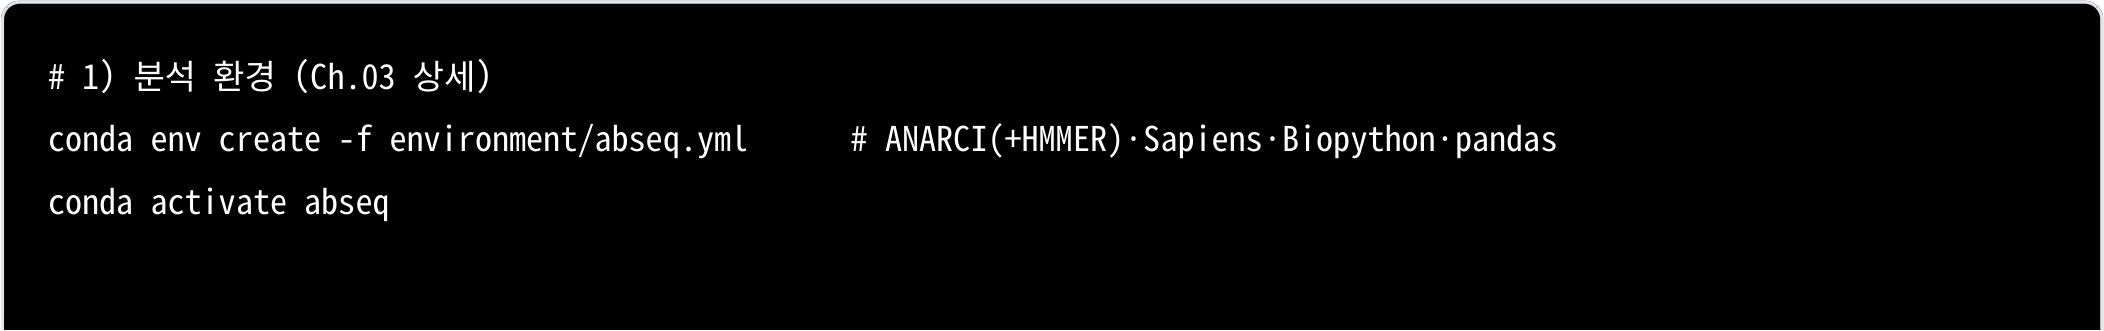 # 1) 분석 환경 (Ch.03 상세)
conda env create -f environment/abseq.yml      # ANARCI(+HMMER)·Sapiens·Biopython·pandas
conda activate abseq